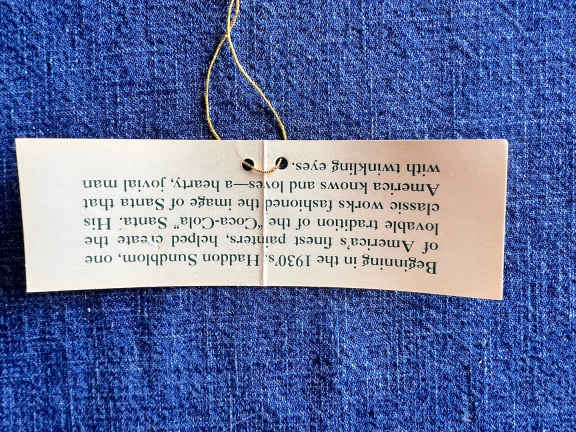 Beginning in the 1930's, Haddon Sundblom, one
of America's finest painters, helped create the
lovable tradition of the "Coca-Cola" Santa. His
classic works fashioned the image of Santa that
America knows and loves—a hearty, jovial man
with twinkling eyes.